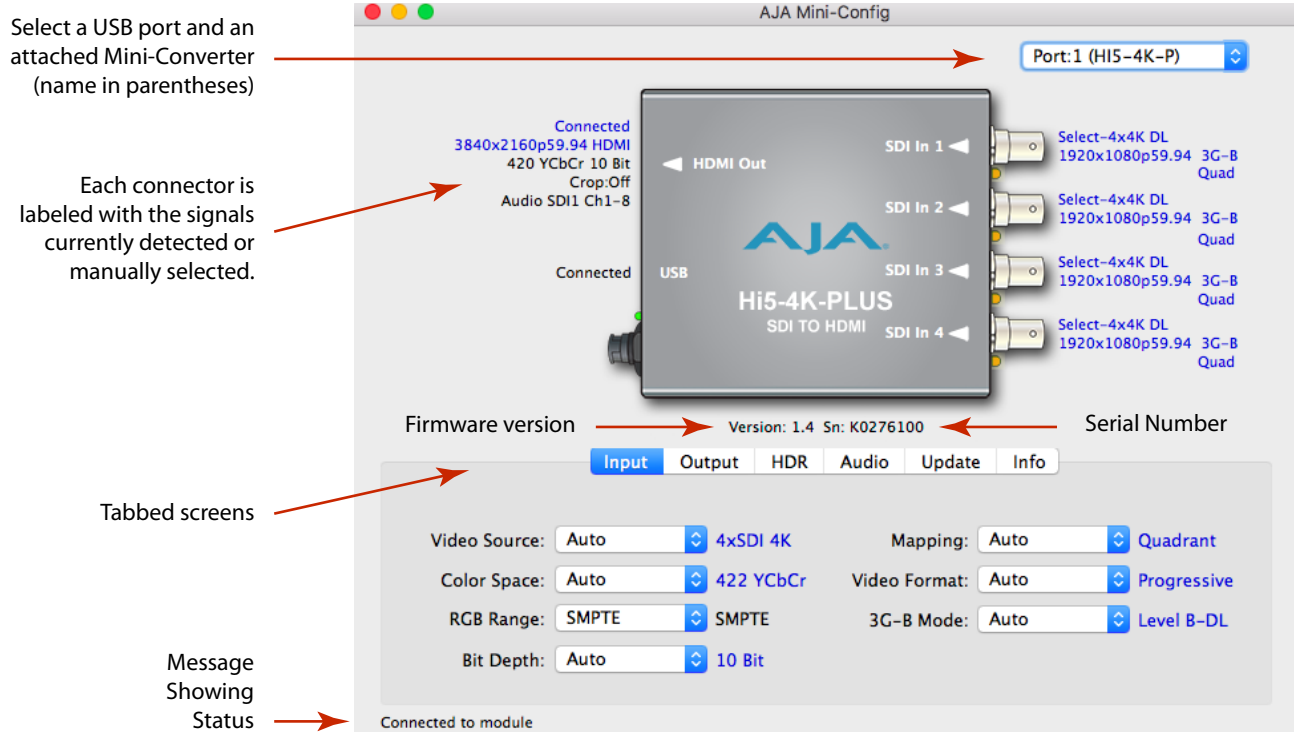 AJA Mini-Config
Select a USB port and an
attached Mini-Converter
(name in parentheses)
Port:1 (HI5-4K-P)
Each connector is
labeled with the signals
currently detected or
manually selected.
Connected
3840x2160p59.94 HDMI
420 YCbCr 10 Bit
Crop:Off
Audio SDI1 Ch1-8
Connected
HDMI Out
USB
AJA
Hi5-4K-PLUS
SDI TO HDMI
SDI In 1
SDI In 2
SDI In 3
SDI In 4
Select-4x4K DL
1920x1080p59.94 3G-B
Quad
Select-4x4K DL
1920x1080p59.94 3G-B
Quad
Select-4x4K DL
1920x1080p59.94 3G-B
Quad
Select-4x4K DL
1920x1080p59.94 3G-B
Quad
Firmware version
Version: 1.4 Sn: K0276100
Serial Number
Tabbed screens
Input Output HDR Audio Update Info
Video Source: Auto 4xSDI 4K
Mapping: Auto Quadrant
Color Space: Auto 422 YCbCr
Video Format: Auto Progressive
RGB Range: SMPTE SMPTE
3G-B Mode: Auto Level B-DL
Bit Depth: Auto 10 Bit
Message
Showing
Status
Connected to module